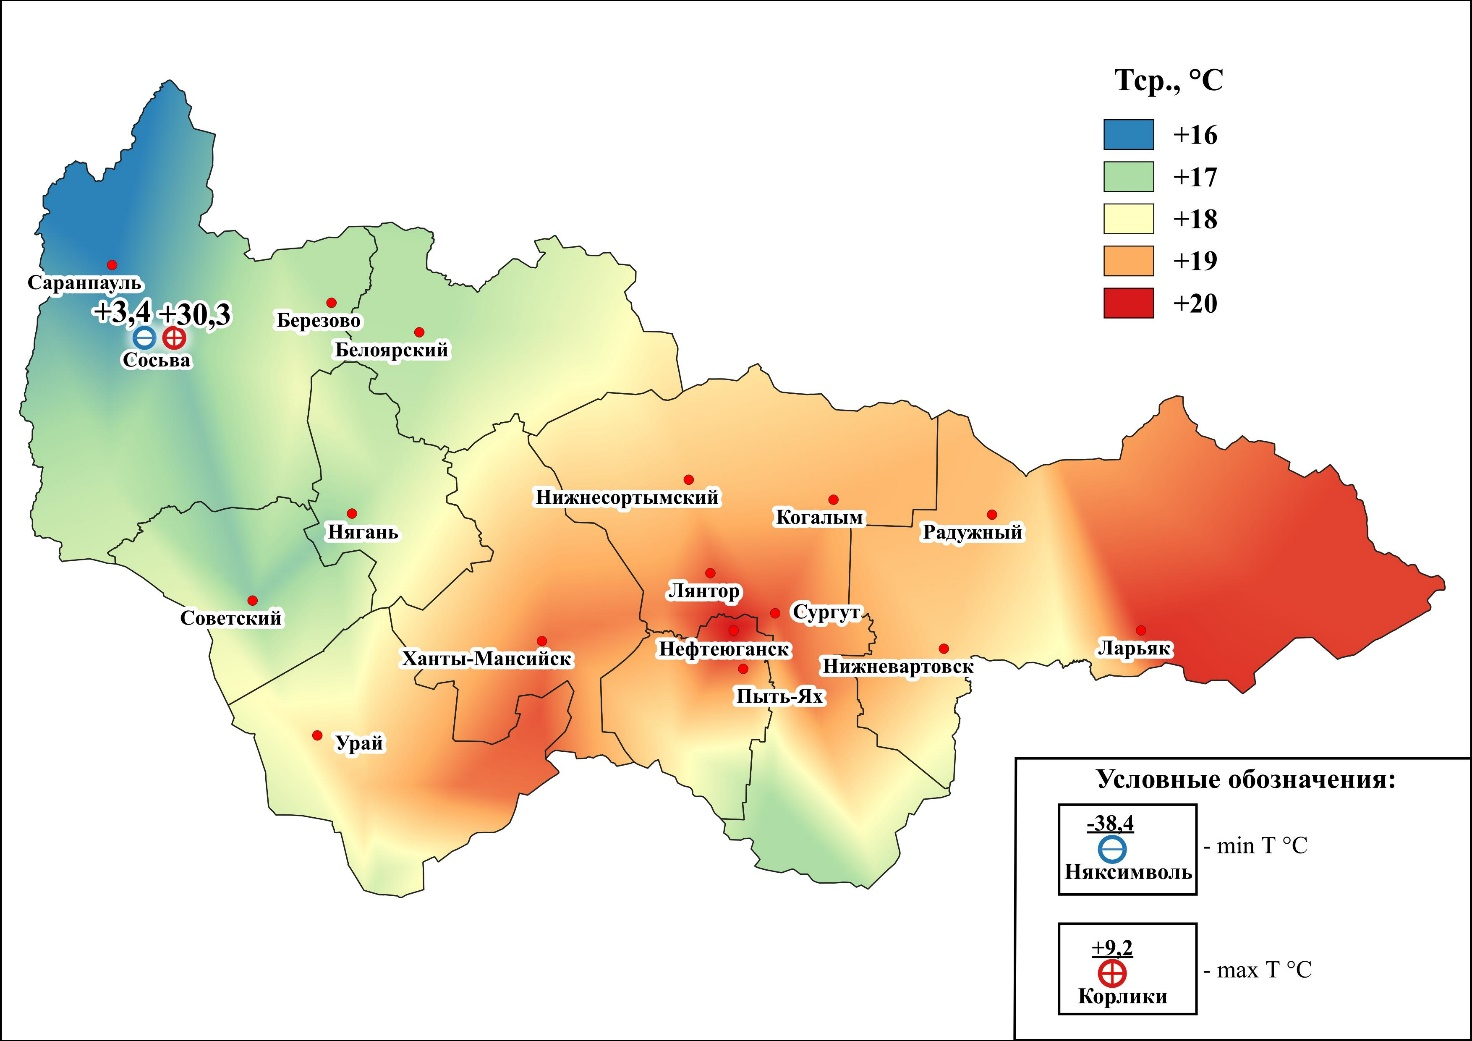 Тср., °С
+16
+17
+18
+19
+20
Саранпауль
+3,4 +30,3
Сосьва
Березово
Белоярский
Нижнесортымский
Когалым
Радужный
Нягань
Лянтор
Советский
Сургут
Ханты-Мансийск
Нефтеюганск
Ларьяк
Нижневартовск
Пыть-Ях
Урай
Условные обозначения:
-38,4
Няксимволь
- min T °C
+9,2
Корлики
- max T °C